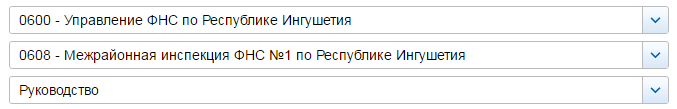 0600 - Управление ФНС по Республике Ингушетия
0608 - Межрайонная инспекция ФНС №1 по Республике Ингушетия
Руководство